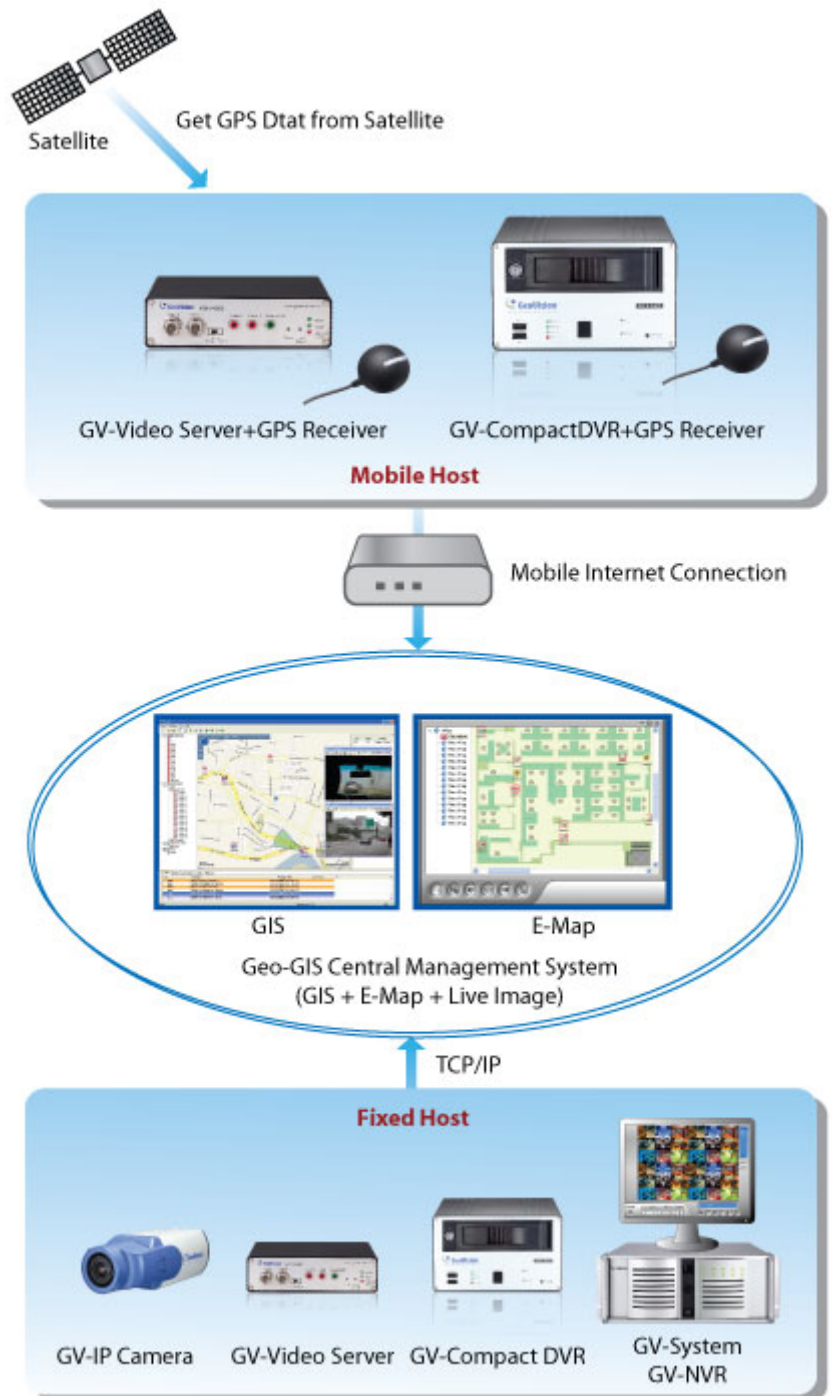 Get GPS Dtat from Satellite
Satellite
GeoVision
GeoVision
GV-Video Server+GPS Receiver
GV-CompactDVR+GPS Receiver
Mobile Host
Mobile Internet Connection
GIS
E-Map
Geo-GIS Central Management System
(GIS + E-Map + Live Image)
TCP/IP
Fixed Host
GV-IP Camera
GV-Video Server
GV-Compact DVR
GV-System
GV-NVR